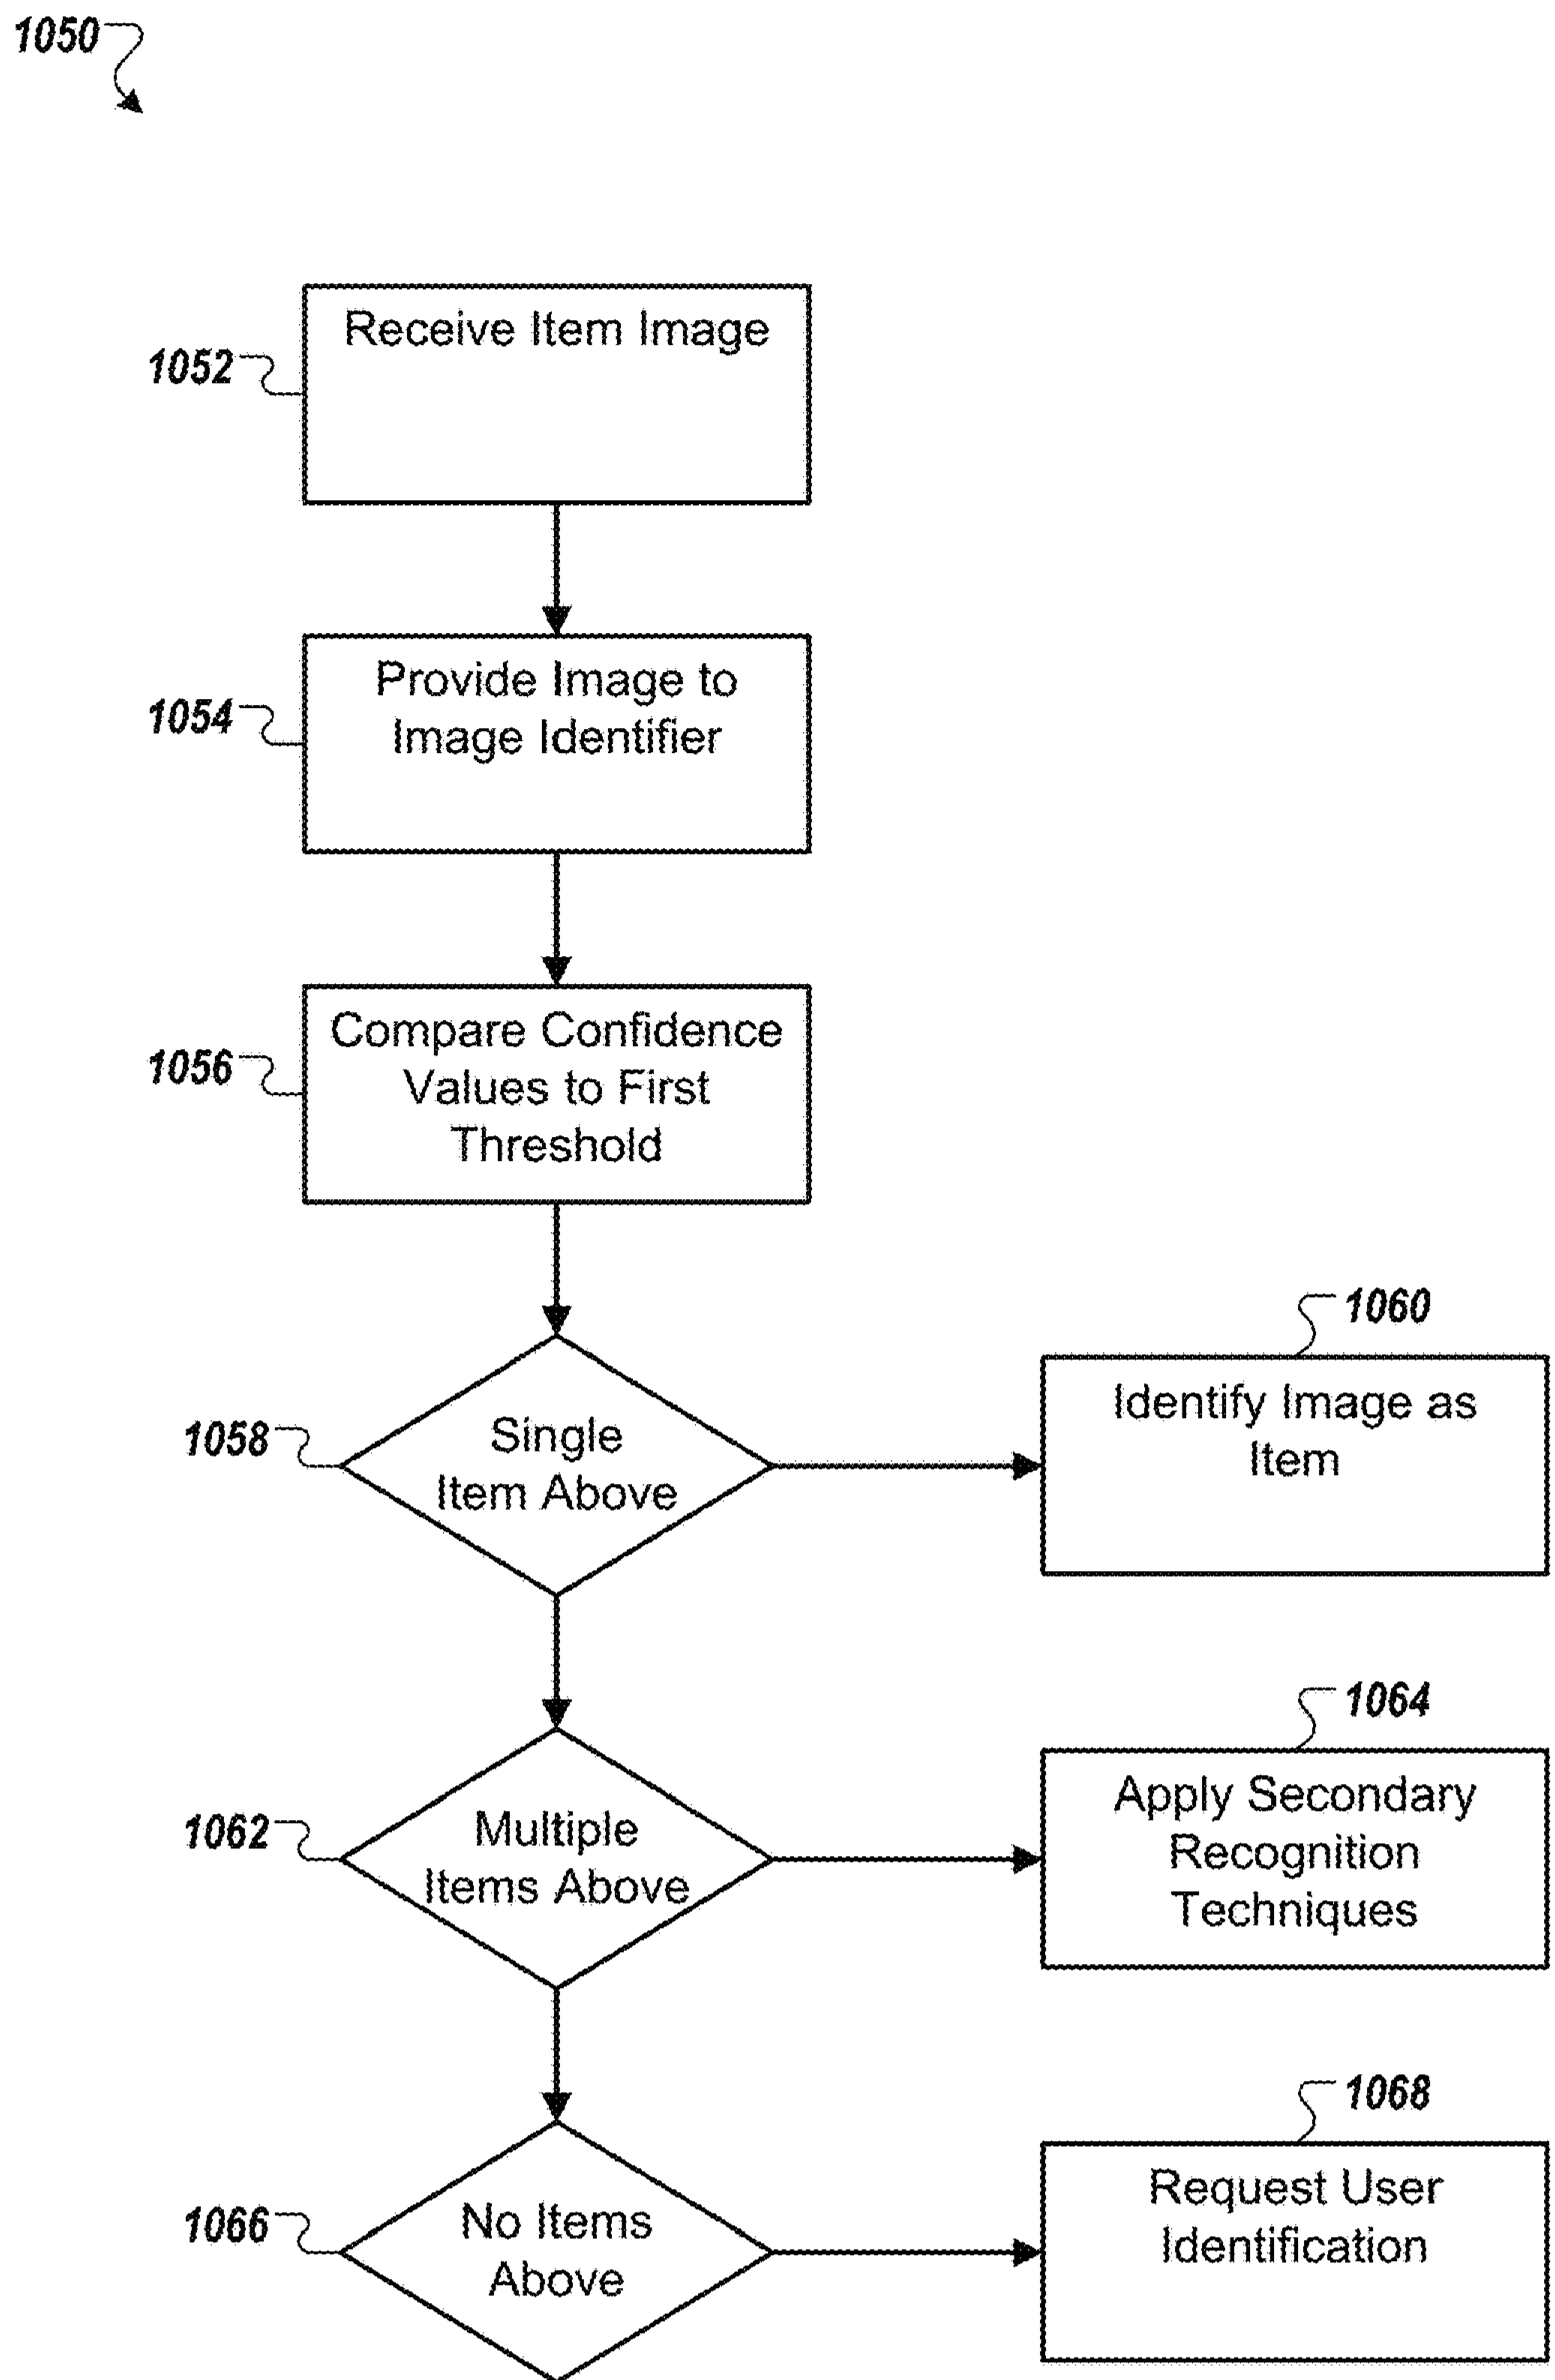 1050
Receive Item Image
1052
Provide Image to
Image Identifier
1054
Compare Confidence
Values to First
Threshold
1056
Single
Item Above
1058
1060
Identify Image as
Item
Multiple
Items Above
1062
1064
Apply Secondary
Recognition
Techniques
No Items
Above
1066
1068
Request User
Identification